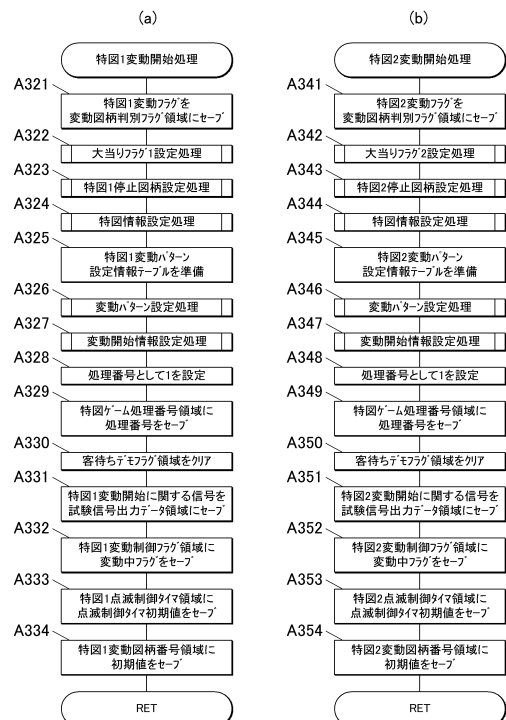 (a)
特図1変動開始処理
A321
特図1変動フラグを
変動図柄判別フラグ領域にセーブ
A322
大当りフラグ1設定処理
A323
特図1停止図柄設定処理
A324
特図情報設定処理
A325
特図1変動パターン
設定情報テーブルを準備
A326
変動パターン設定処理
A327
変動開始情報設定処理
A328
処理番号として1を設定
A329
特図ゲーム処理番号領域に
処理番号をセーブ
A330
客待ちデモフラグ領域をクリア
A331
特図1変動開始に関する信号を
試験信号出力データ領域にセーブ
A332
特図1変動制御フラグ領域に
変動中フラグをセーブ
A333
特図1点滅制御タイマ領域に
点滅制御タイマ初期値をセーブ
A334
特図1変動図柄番号領域に
初期値をセーブ
RET
(b)
特図2変動開始処理
A341
特図2変動フラグを
変動図柄判別フラグ領域にセーブ
A342
大当りフラグ2設定処理
A343
特図2停止図柄設定処理
A344
特図情報設定処理
A345
特図2変動パターン
設定情報テーブルを準備
A346
変動パターン設定処理
A347
変動開始情報設定処理
A348
処理番号として1を設定
A349
特図ゲーム処理番号領域に
処理番号をセーブ
A350
客待ちデモフラグ領域をクリア
A351
特図2変動開始に関する信号を
試験信号出力データ領域にセーブ
A352
特図2変動制御フラグ領域に
変動中フラグをセーブ
A353
特図2点滅制御タイマ領域に
点滅制御タイマ初期値をセーブ
A354
特図2変動図柄番号領域に
初期値をセーブ
RET